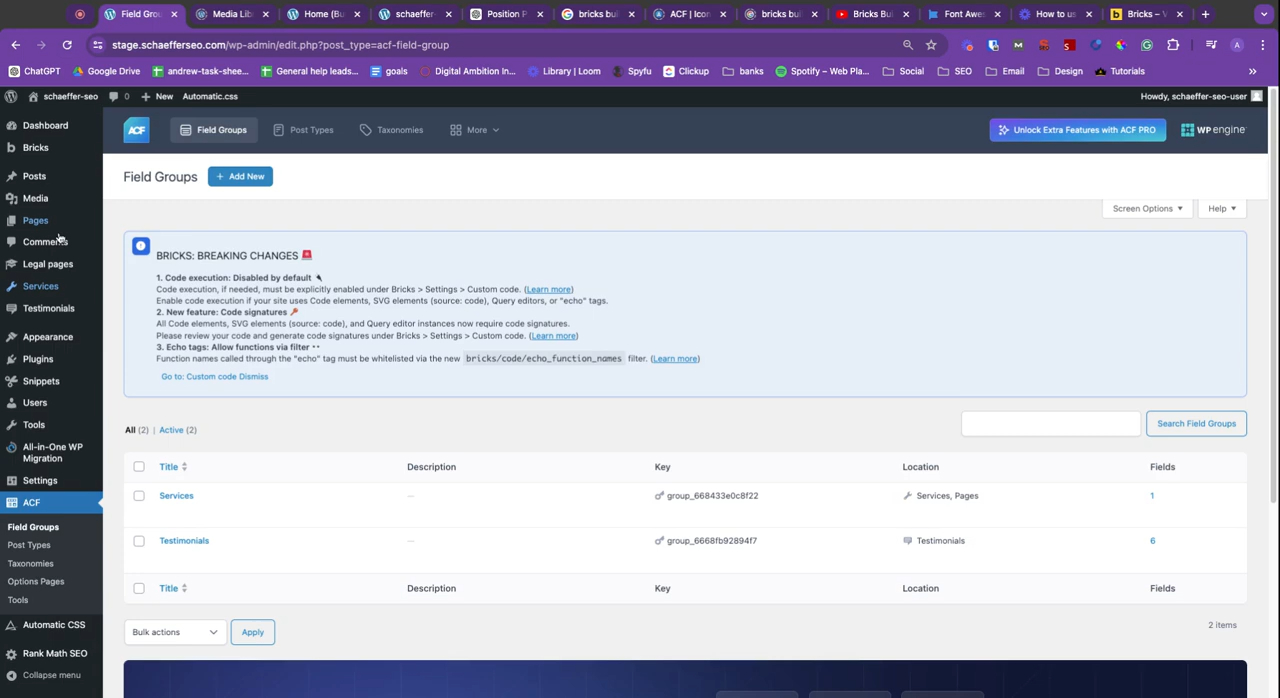 Field Grou
Media Lib
Home (Bu
schaeffer-
Position P
bricks bui
ACF | Icon
bricks bui
YouTube Bricks Bui
Font Awes
How to us
Bricks – V
stage.schaefferseo.com/wp-admin/edit.php?post_type=acf-field-group
A
ChatGPT
Google Drive
andrew-task-shee...
General help leads...
goals
Digital Ambition In...
Library | Loom
Spyfu
Clickup
banks
Spotify – Web Pla...
Social
SEO
Email
Design
Tutorials
schaeffer-seo
0
New
Automatic.css
Howdy, schaeffer-seo-user
Dashboard
Bricks
Posts
Media
Pages
Comments
Legal pages
Services
Testimonials
Appearance
Plugins
Snippets
Users
Tools
All-in-One WP
Migration
Settings
ACF
Field Groups
Post Types
Taxonomies
Options Pages
Tools
Automatic CSS
Rank Math SEO
Collapse menu
ACF
Field Groups
Post Types
Taxonomies
More
Unlock Extra Features with ACF PRO
WP engine
Field Groups
+ Add New
Screen Options
Help
BRICKS: BREAKING CHANGES
1. Code execution: Disabled by default
Code execution, if needed, must be explicitly enabled under Bricks > Settings > Custom code. (Learn more)
Enable code execution if your site uses Code elements, SVG elements (source: code), Query editors, or "echo" tags.
2. New feature: Code signatures
All Code elements, SVG elements (source: code), and Query editor instances now require code signatures.
Please review your code and generate code signatures under Bricks > Settings > Custom code. (Learn more)
3. Echo tags: Allow functions via filter
Function names called through the "echo" tag must be whitelisted via the new bricks/code/echo_function_names filter. (Learn more)
Go to: Custom code Dismiss
All (2) | Active (2)
Search Field Groups
Title
Description
Key
Location
Fields
Services
—
group_668433e0c8f22
Services, Pages
1
Testimonials
—
group_6668fb92894f7
Testimonials
6
Title
Description
Key
Location
Fields
Bulk actions
Apply
2 items